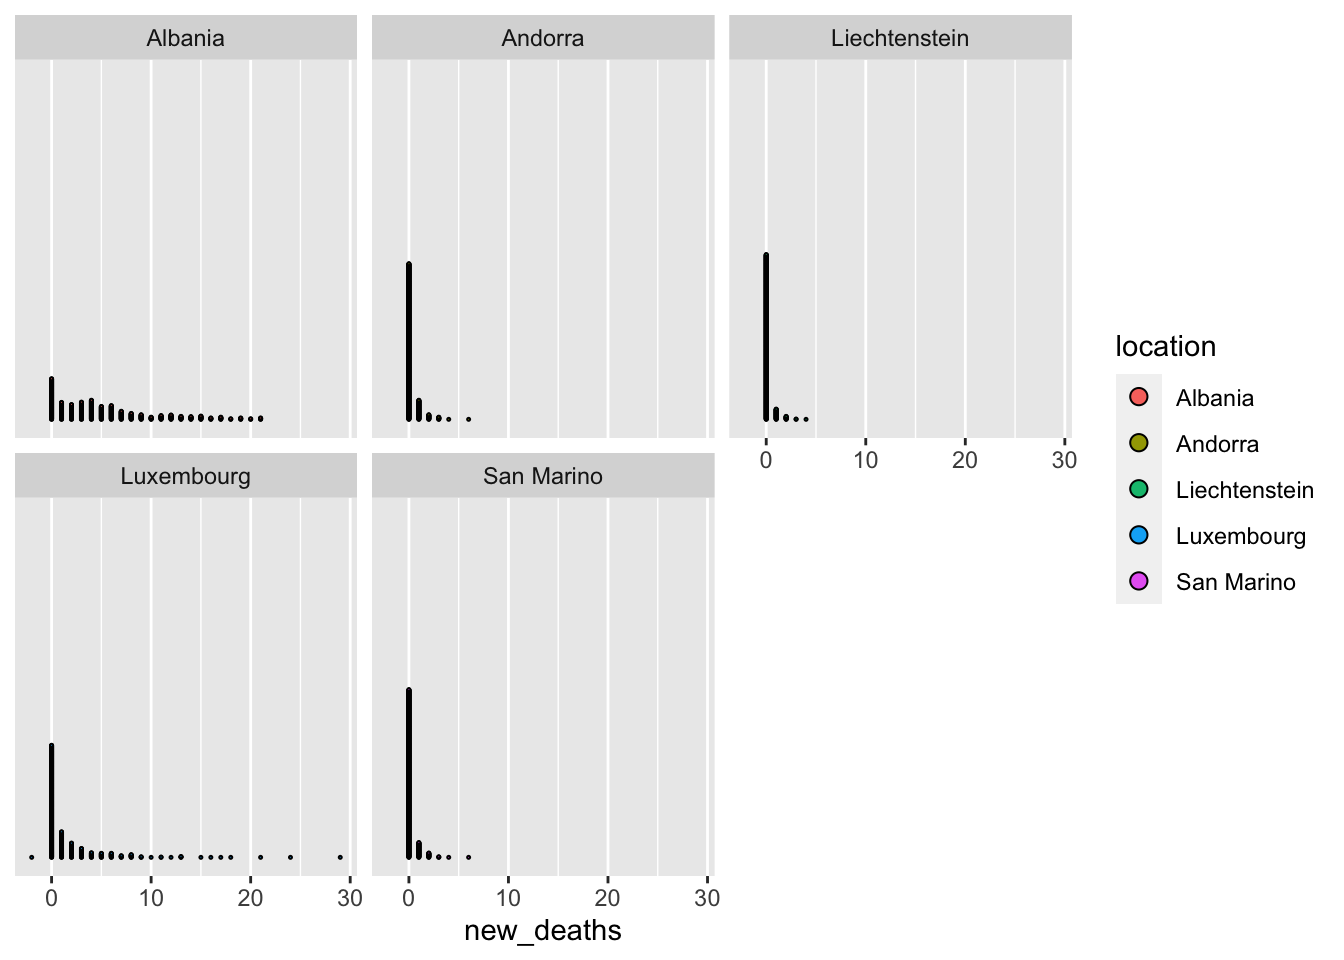 Albania
Andorra
Liechtenstein
0 10 20 30
Luxembourg
San Marino
0 10 20 30
0 10 20 30
new_deaths
location
Albania
Andorra
Liechtenstein
Luxembourg
San Marino